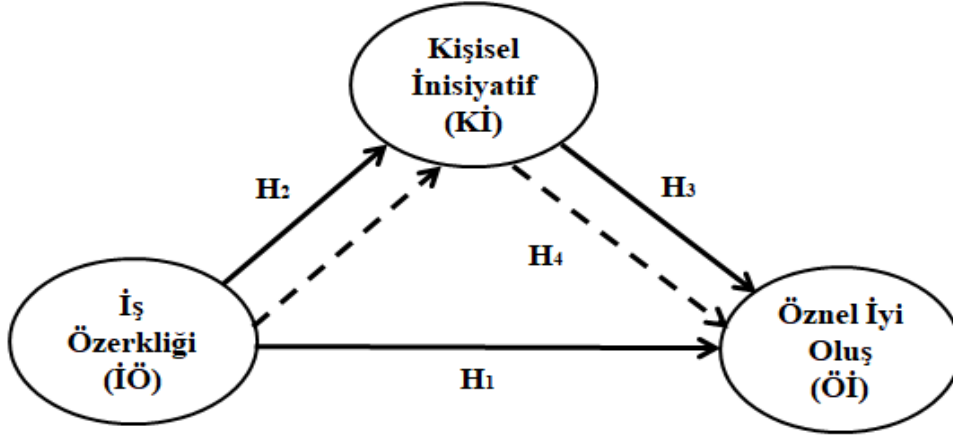 Kişisel
İnisiyatif
(Kİ)
H2
H3
H4
İş
Özerkliği
(İÖ)
Öznel İyi
Oluş
(Öİ)
H1